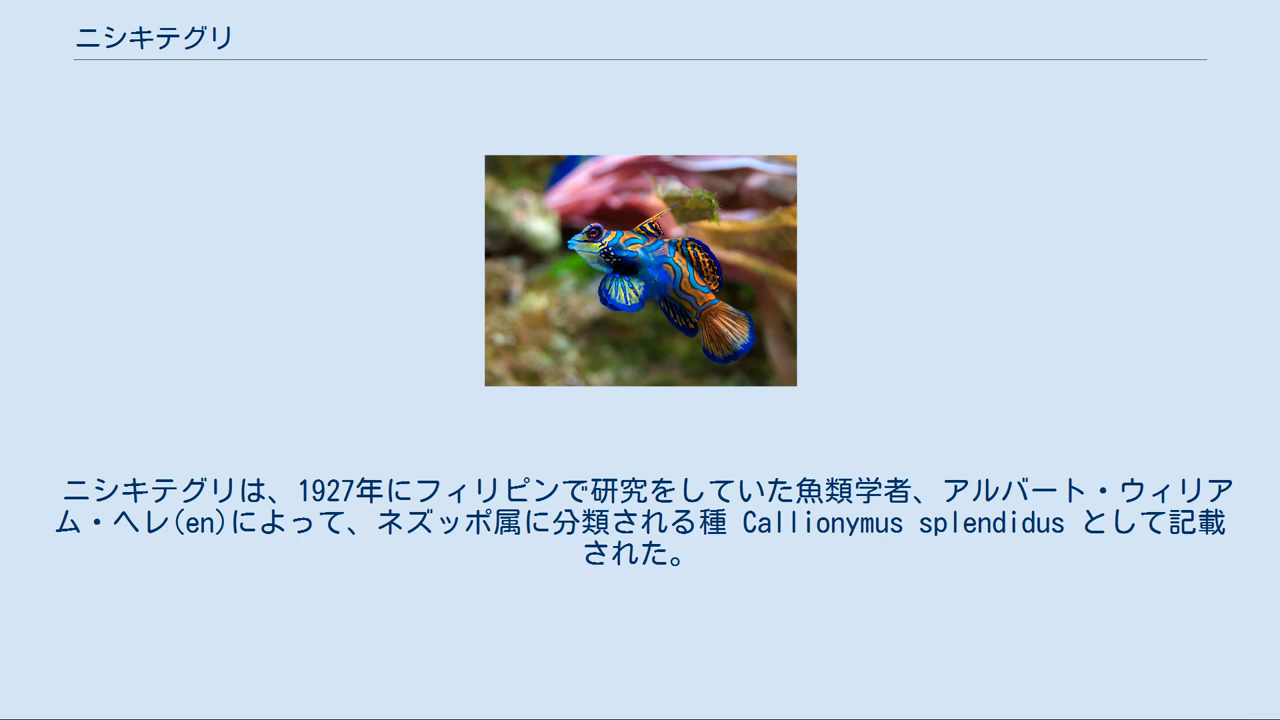 ニシキテグリ
ニシキテグリは、1927年にフィリピンで研究をしていた魚類学者、アルバート・ウィリア
ム・ヘレ(en)によって、ネズッポ属に分類される種 Callionymus splendidus として記載
された。